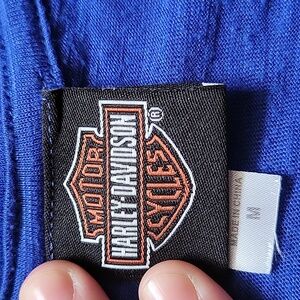 MOTOR
HARLEY-DAVIDSON
CYCLES
®
M
MADE IN CHINA